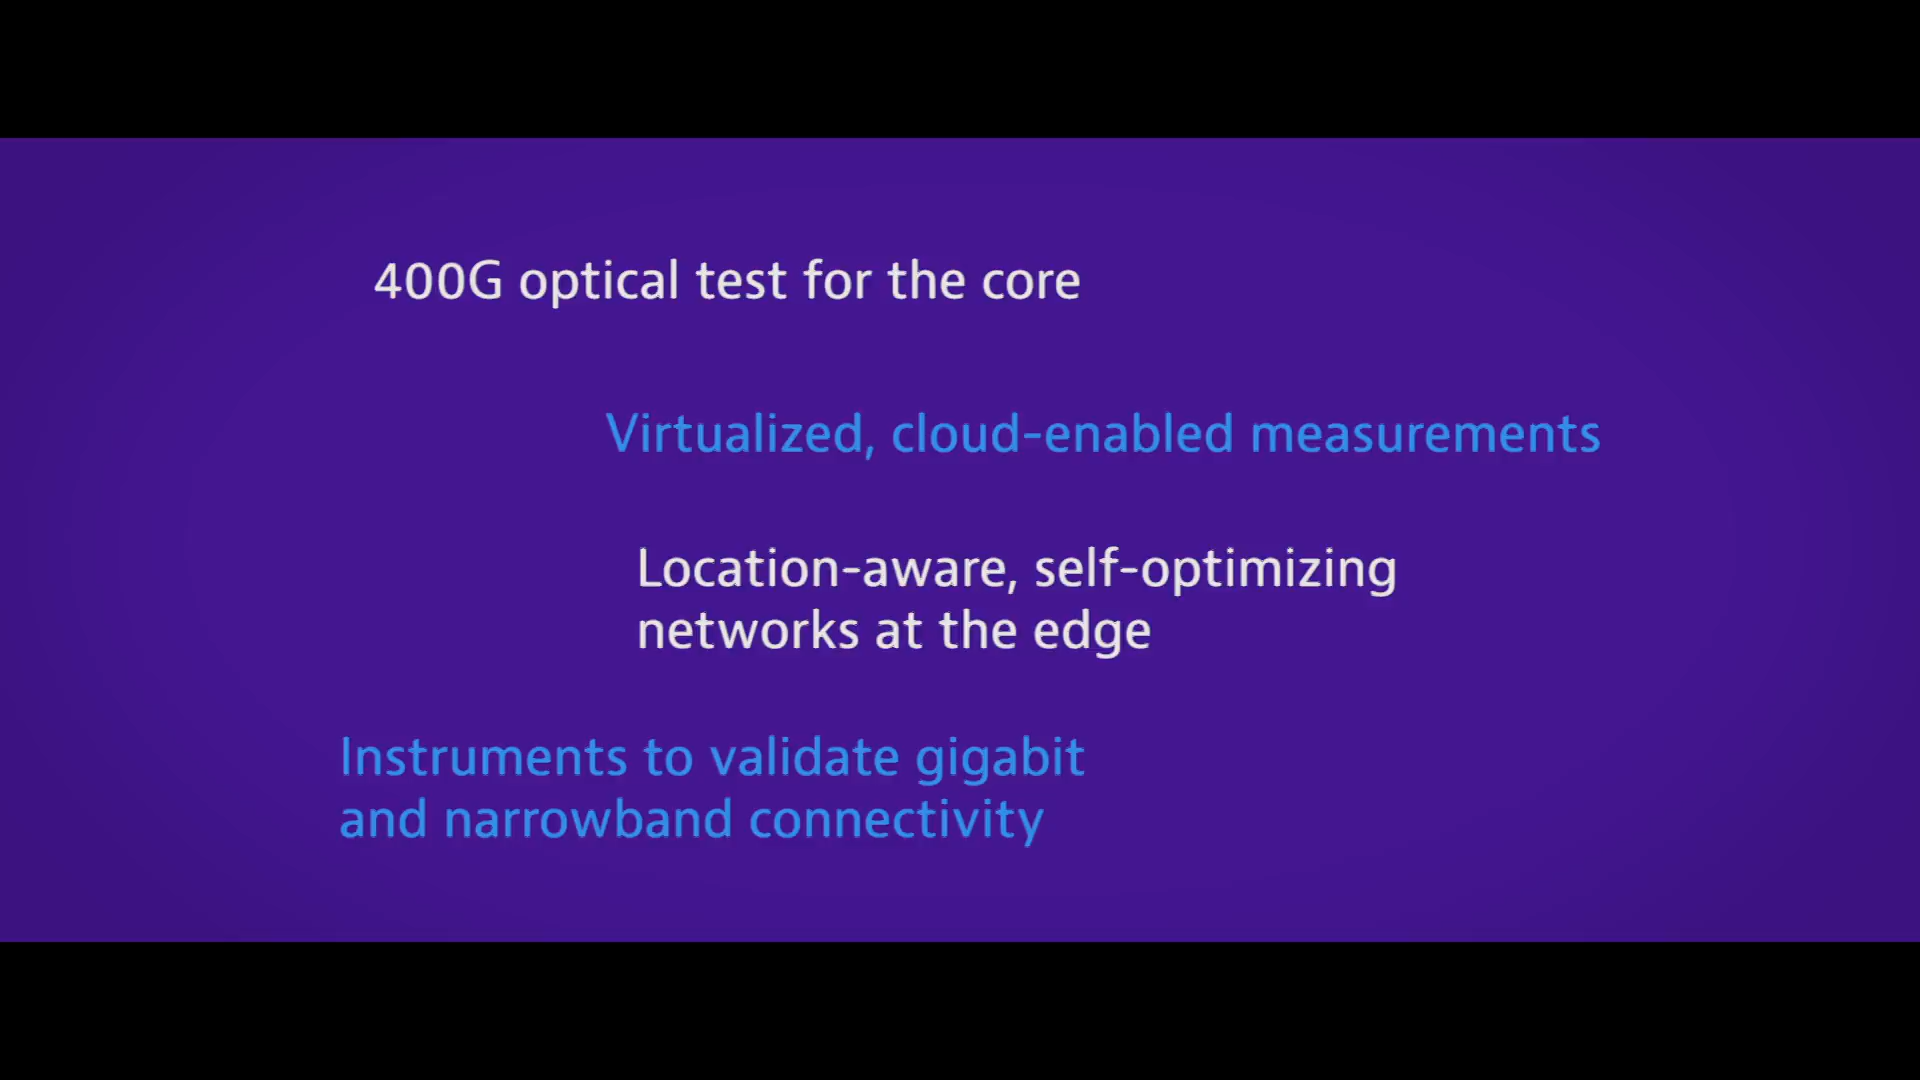 400G optical test for the core
Virtualized, cloud-enabled measurements
Location-aware, self-optimizing
networks at the edge
Instruments to validate gigabit
and narrowband connectivity